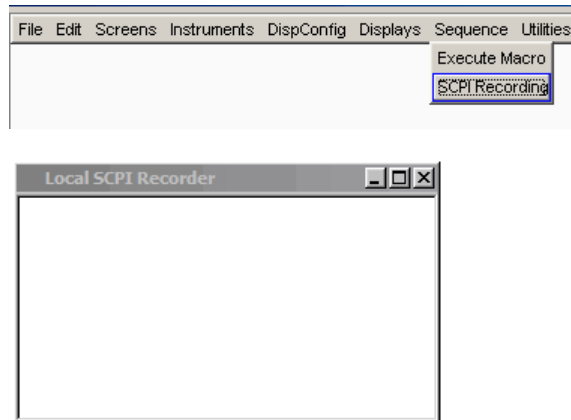 File Edit Screens Instruments DispConfig Displays Sequence Utilities
Execute Macro
SCPI Recording
Local SCPI Recorder